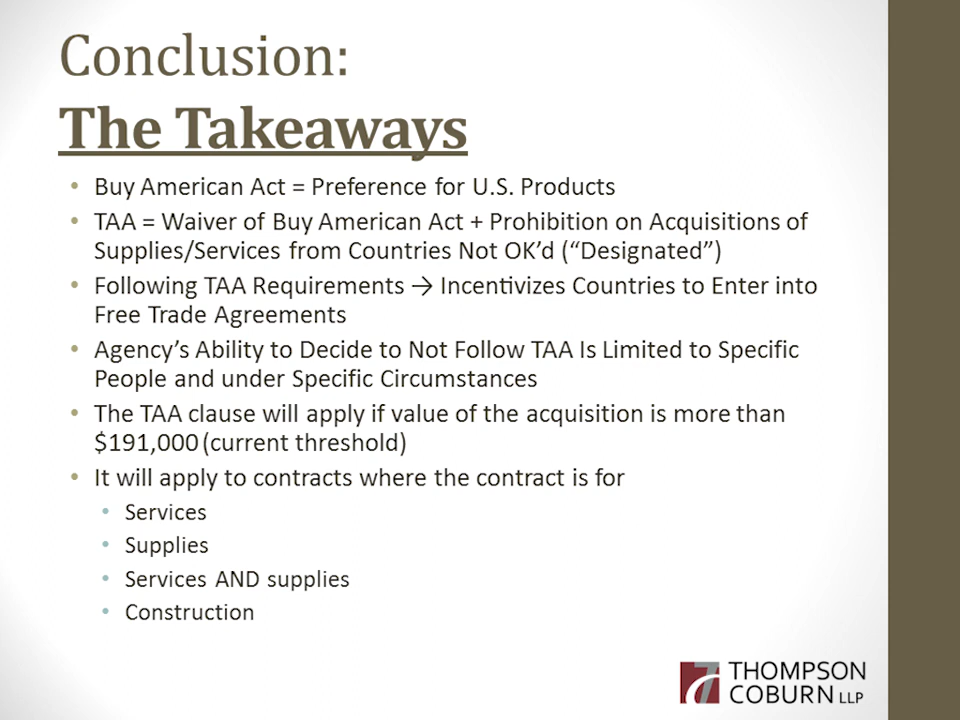 Conclusion:
The Takeaways
• Buy American Act = Preference for U.S. Products
• TAA = Waiver of Buy American Act + Prohibition on Acquisitions of
Supplies/Services from Countries Not OK’d (“Designated”)
• Following TAA Requirements → Incentivizes Countries to Enter into
Free Trade Agreements
• Agency’s Ability to Decide to Not Follow TAA Is Limited to Specific
People and under Specific Circumstances
• The TAA clause will apply if value of the acquisition is more than
$191,000 (current threshold)
• It will apply to contracts where the contract is for
• Services
• Supplies
• Services AND supplies
• Construction
THOMPSON
COBURN LLP